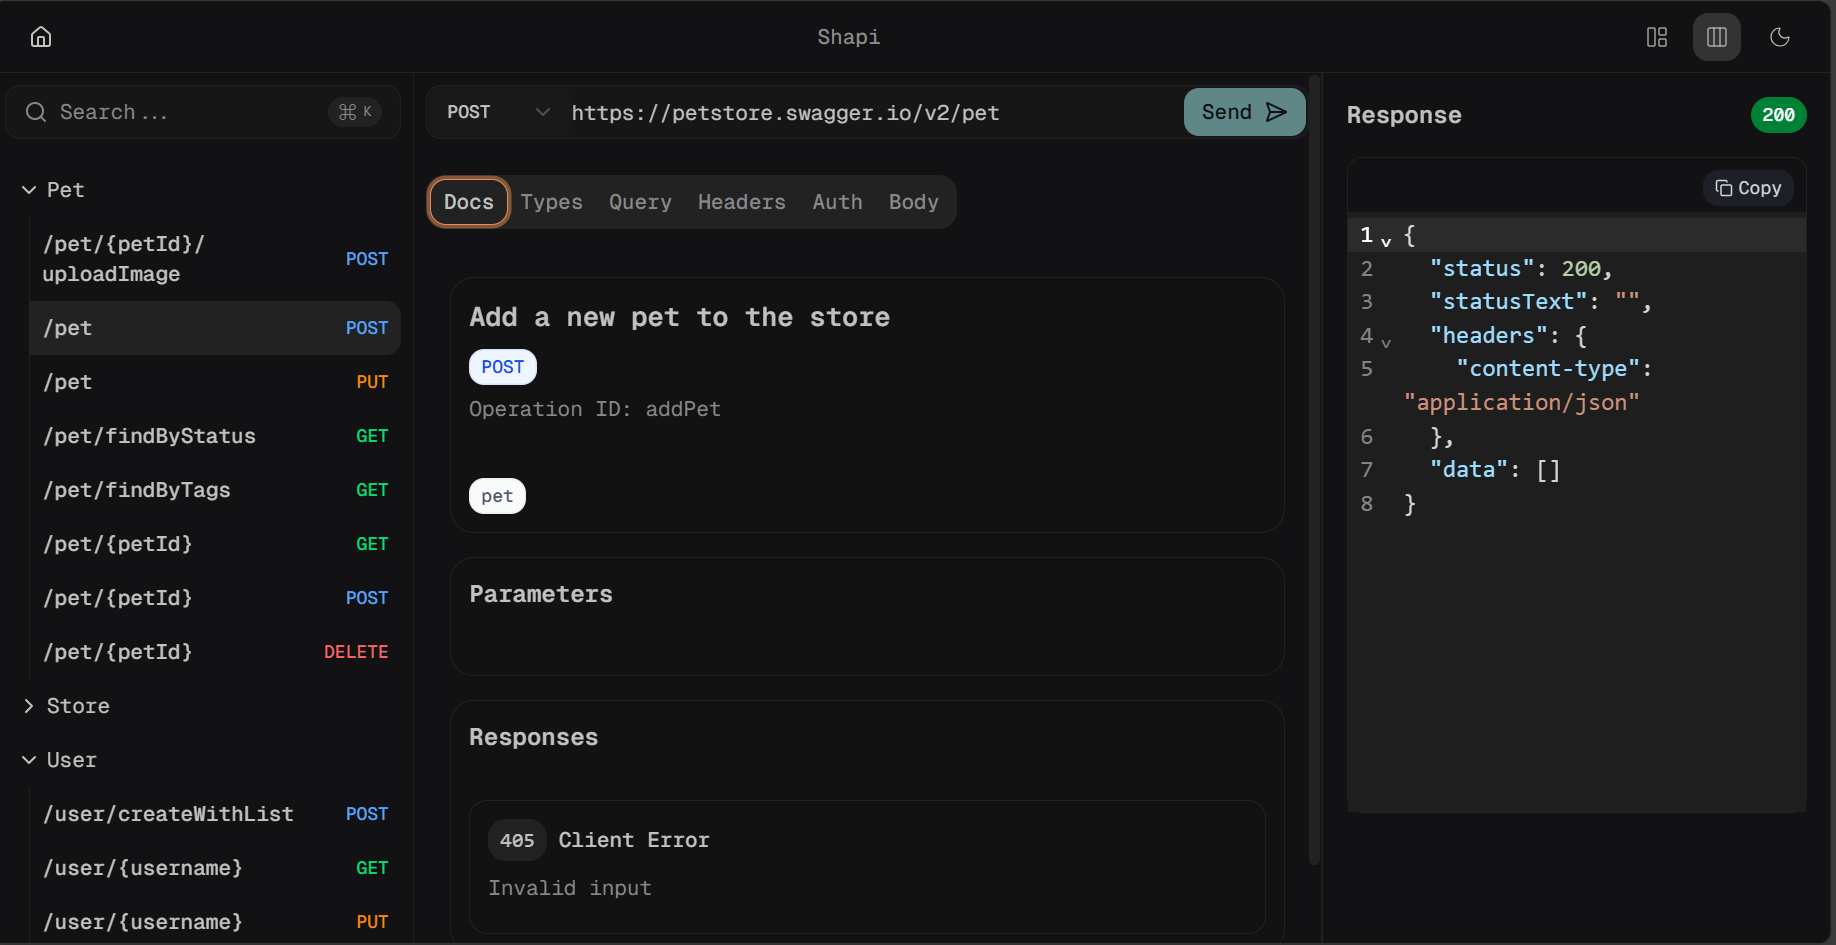 Shapi
Search ...
⌘ K
Pet
/pet/{petId}/
uploadImage
POST
/pet POST
/pet PUT
/pet/findByStatus GET
/pet/findByTags GET
/pet/{petId} GET
/pet/{petId} POST
/pet/{petId} DELETE
Store
User
/user/createWithList POST
/user/{username} GET
/user/{username} PUT
POST https://petstore.swagger.io/v2/pet Send
Docs Types Query Headers Auth Body
Add a new pet to the store
POST
Operation ID: addPet
pet
Parameters
Responses
405 Client Error
Invalid input
Response 200
Copy
1 {
2 "status": 200,
3 "statusText": "",
4 "headers": {
5 "content-type":
"application/json"
6 },
7 "data": []
8 }